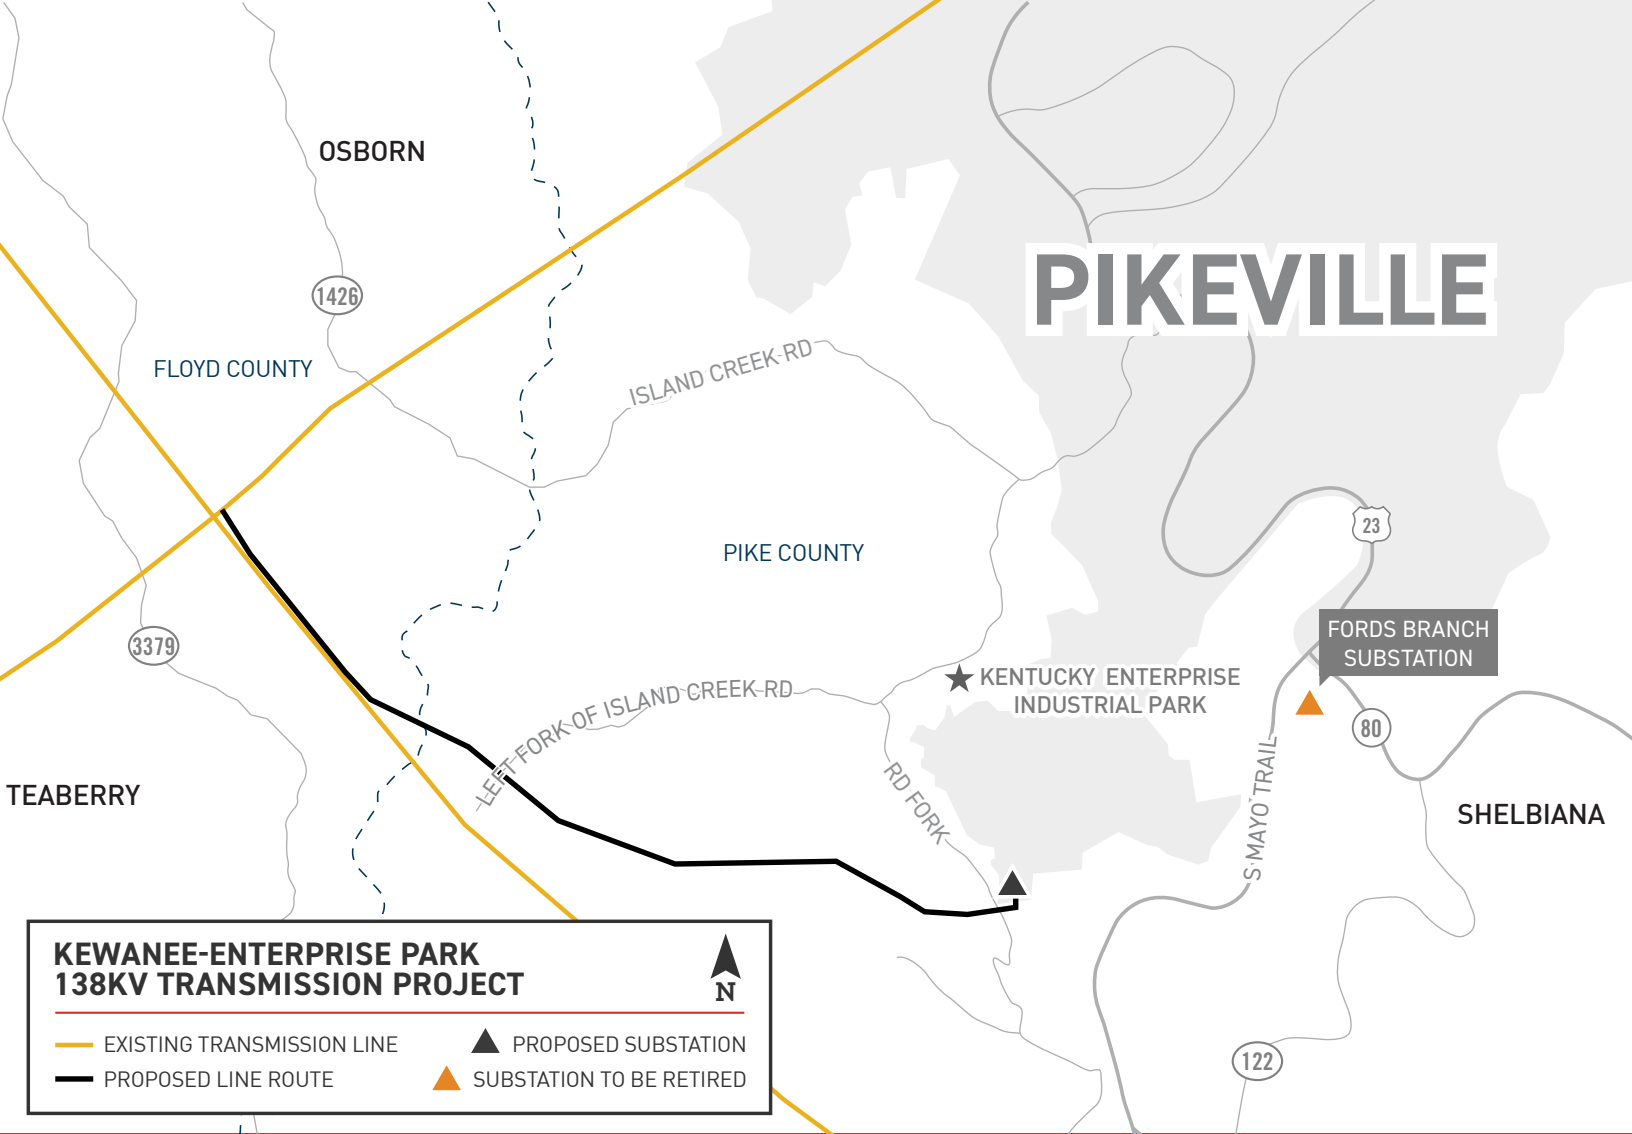 OSBORN
PIKEVILLE
1426
ISLAND CREEK RD
FLOYD COUNTY
23
PIKE COUNTY
FORDS BRANCH
SUBSTATION
3379
KENTUCKY ENTERPRISE
INDUSTRIAL PARK
LEFT FORK OF ISLAND CREEK RD
80
RD FORK
S MAYO TRAIL
TEABERRY
SHELBIANA
KEWANEE-ENTERPRISE PARK
138KV TRANSMISSION PROJECT
N
EXISTING TRANSMISSION LINE
PROPOSED SUBSTATION
PROPOSED LINE ROUTE
SUBSTATION TO BE RETIRED
122